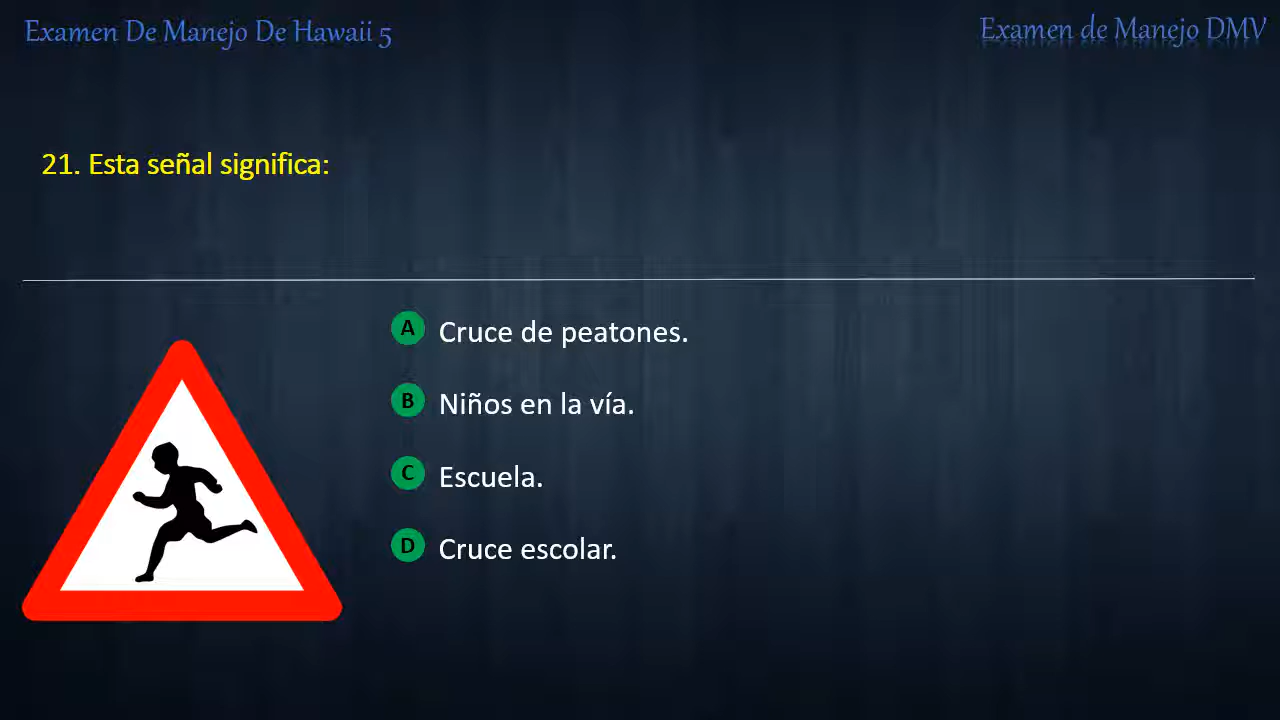 Examen De Manejo De Hawaii 5
Examen de Manejo DMV
21. Esta señal significa:
A Cruce de peatones.
B Niños en la vía.
C Escuela.
D Cruce escolar.